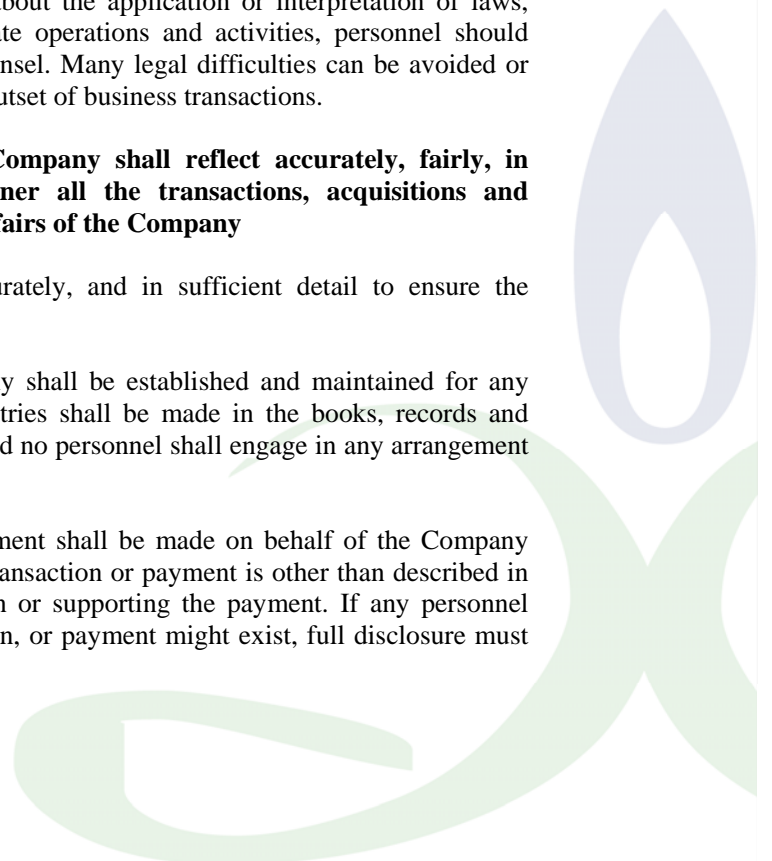 about the application or interpretation of laws,
ate operations and activities, personnel should
nsel. Many legal difficulties can be avoided or
utset of business transactions.
Company shall reflect accurately, fairly, in
ner all the transactions, acquisitions and
fairs of the Company
urately, and in sufficient detail to ensure the
y shall be established and maintained for any
tries shall be made in the books, records and
d no personnel shall engage in any arrangement
ment shall be made on behalf of the Company
ransaction or payment is other than described in
n or supporting the payment. If any personnel
n, or payment might exist, full disclosure must